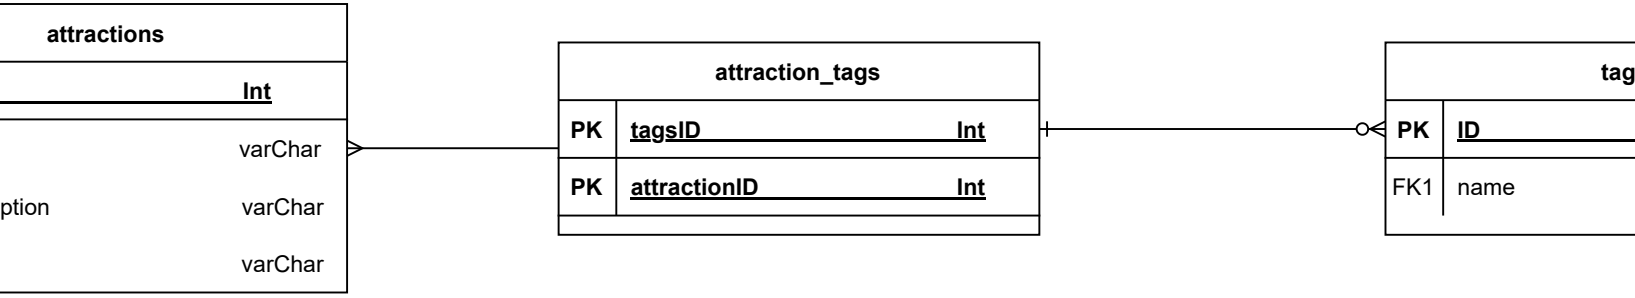 attractions
Int
varChar
ption varChar
varChar
attraction_tags
PK tagsID Int
PK attractionID Int
tag
PK ID
FK1 name